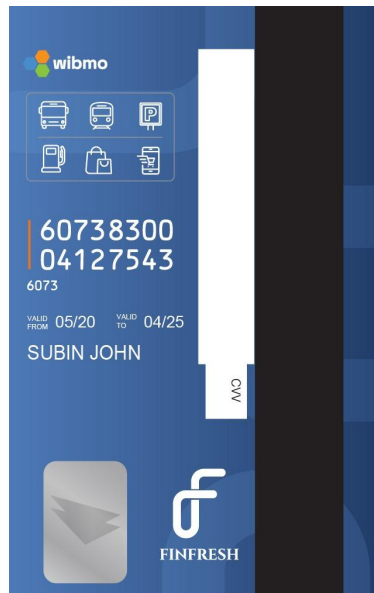 wibmo
P
60738300
04127543
6073
VALID FROM 05/20 VALID TO 04/25
SUBIN JOHN
CVV
FINFRESH